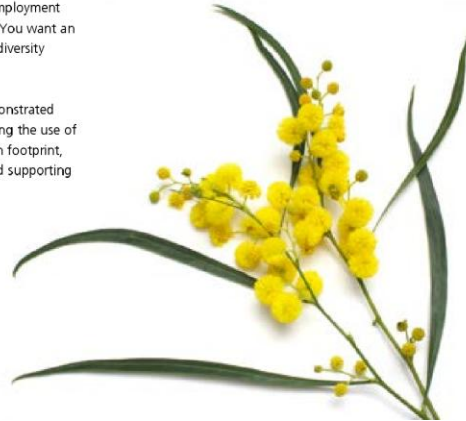 mployment
You want an
diversity
onstrated
ng the use of
n footprint,
d supporting